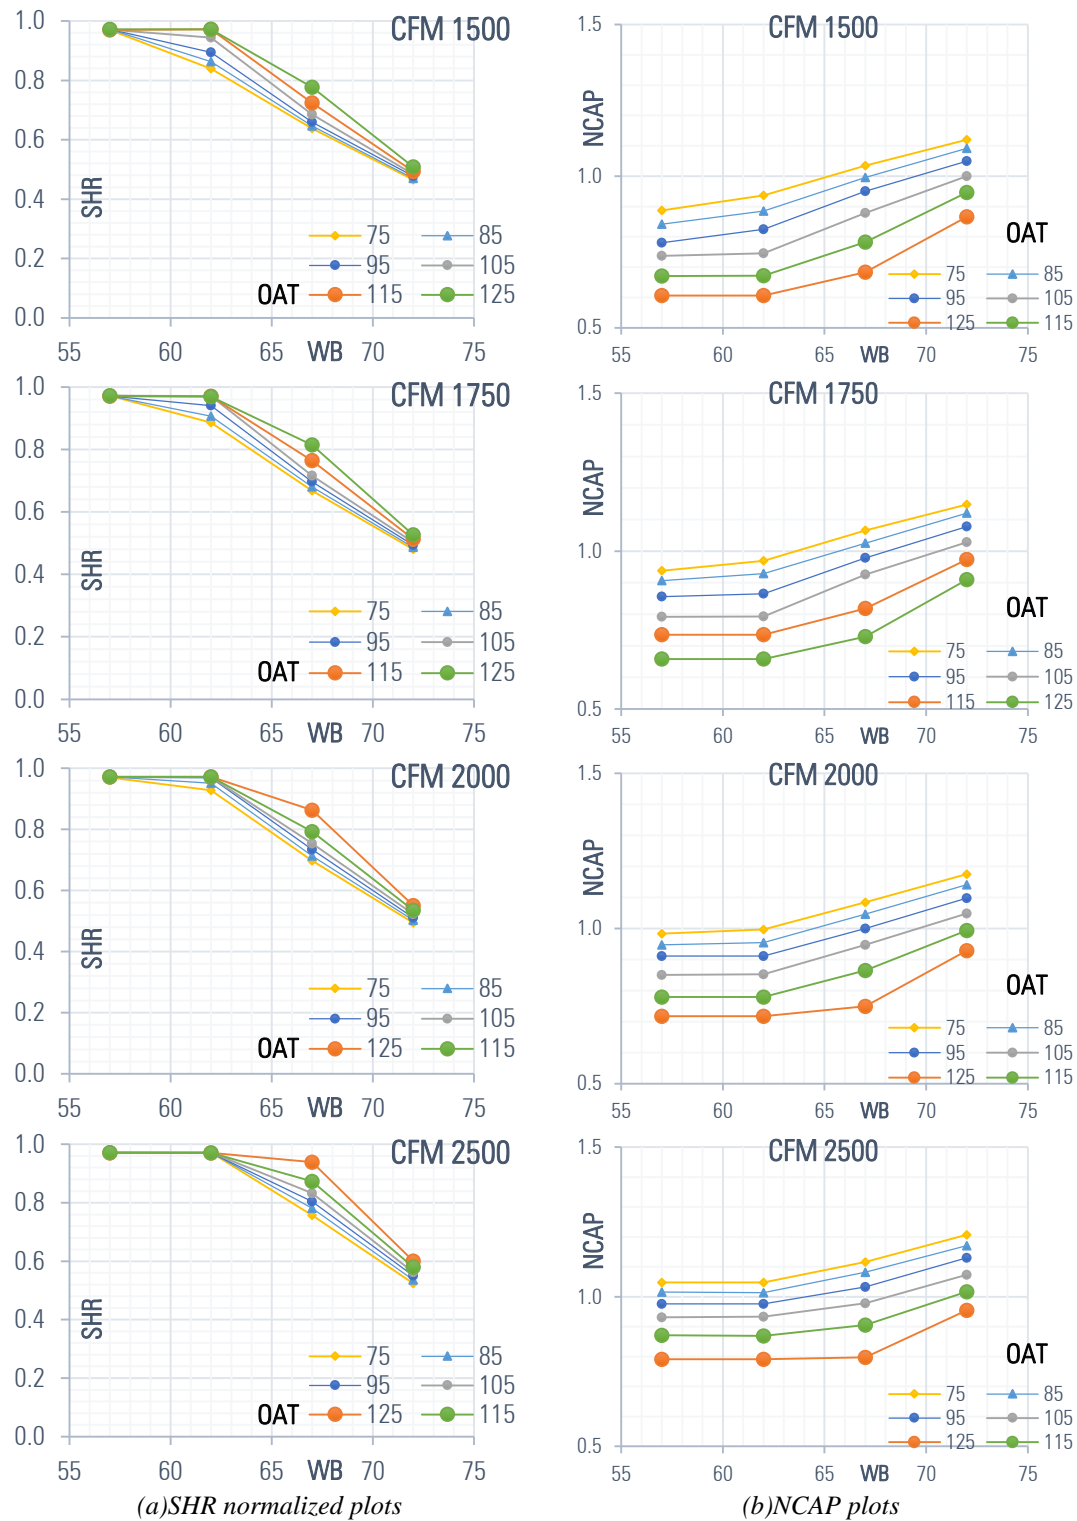 CFM 1500
1.0
0.8
0.6
0.4
0.2
0.0
SHR
75 85
95 105
OAT 115 125
55 60 65 WB 70 75
CFM 1500
1.5
1.0
0.5
NCAP
OAT
75 85
95 105
125 115
55 60 65 WB 70 75
CFM 1750
1.0
0.8
0.6
0.4
0.2
0.0
SHR
75 85
95 105
OAT 115 125
55 60 65 WB 70 75
CFM 1750
1.5
1.0
0.5
NCAP
OAT
75 85
95 105
115 125
55 60 65 WB 70 75
CFM 2000
1.0
0.8
0.6
0.4
0.2
0.0
SHR
75 85
95 105
OAT 125 115
55 60 65 WB 70 75
CFM 2000
1.5
1.0
0.5
NCAP
OAT
75 85
95 105
125 115
55 60 65 WB 70 75
CFM 2500
1.0
0.8
0.6
0.4
0.2
0.0
SHR
75 85
95 105
OAT 125 115
55 60 65 WB 70 75
CFM 2500
1.5
1.0
0.5
NCAP
OAT
75 85
95 105
125 115
55 60 65 WB 70 75
(a)SHR normalized plots
(b)NCAP plots